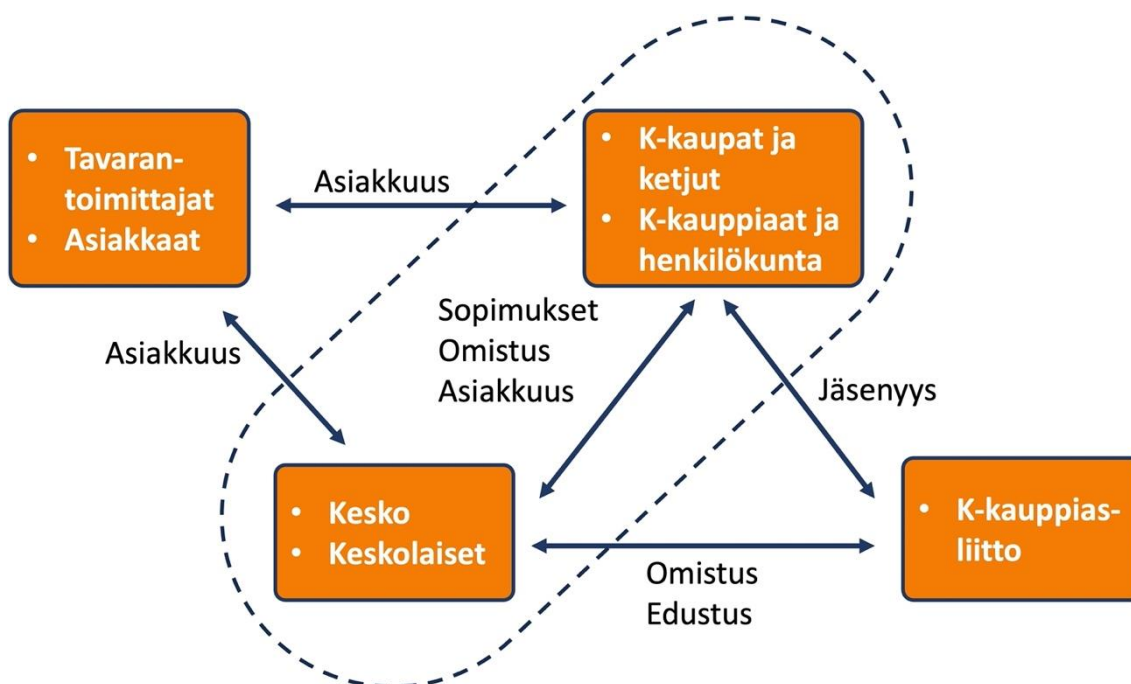 • Tavaran-
toimittajat
• Asiakkaat
Asiakkuus
• K-kaupat ja
ketjut
• K-kauppiaat ja
henkilökunta
Asiakkuus
Sopimukset
Omistus
Asiakkuus
Jäsenyys
• Kesko
• Keskolaiset
Omistus
Edustus
• K-kauppias-
liitto